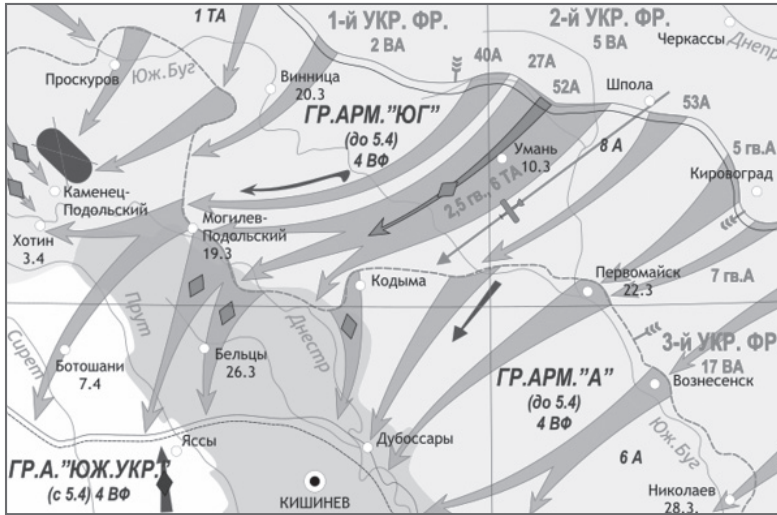 1 ТА
1-й УКР. ФР.
2 ВА
2-й УКР. ФР.
5 ВА
Черкассы
Днепр
Проскуров
Юж.Буг
Винница
20.3
40А
27А
52А
Шпола
53А
ГР.АРМ."ЮГ"
(до 5.4)
4 ВФ
Умань
10.3
8 А
5 гв.А
Кировоград
Каменец-
Подольский
2,5 гв., 6 ТА
Хотин
3.4
Могилев-
Подольский
19.3
Кодыма
Первомайск
22.3
7 гв.А
Прут
Днестр
Сирет
Ботошани
7.4
Бельцы
26.3
3-й УКР. ФР.
17 ВА
ГР.АРМ."А"
(до 5.4)
4 ВФ
Вознесенск
Юж.Буг
Яссы
Дубоссары
ГР.А."ЮЖ.УКР."
(с 5.4) 4 ВФ
КИШИНЕВ
6 А
Николаев
28.3.